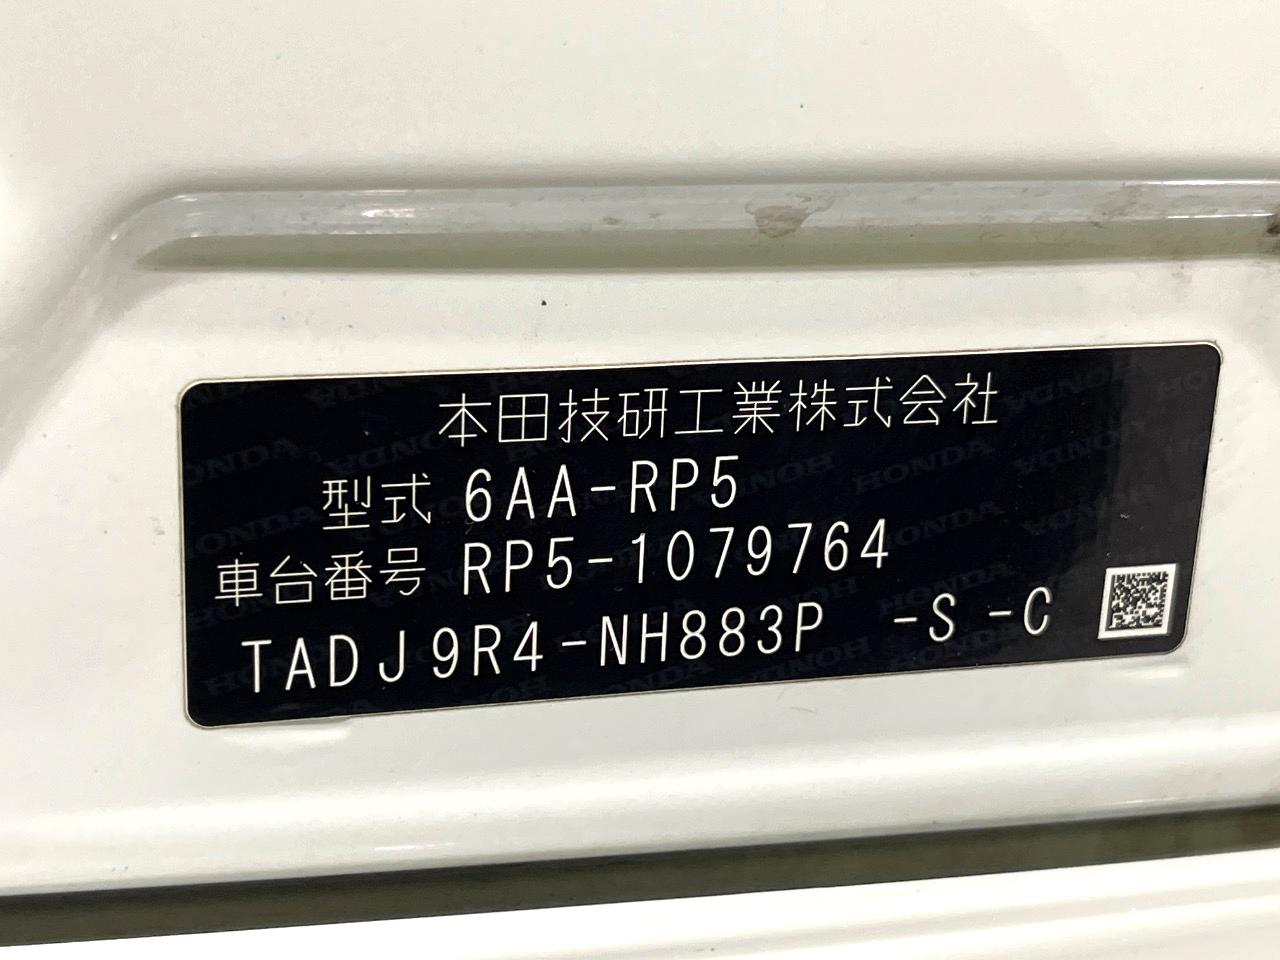 本田技研工業株式会社
型式 6AA-RP5
車台番号 RP5-1079764
TADJ9R4-NH883P -S -C